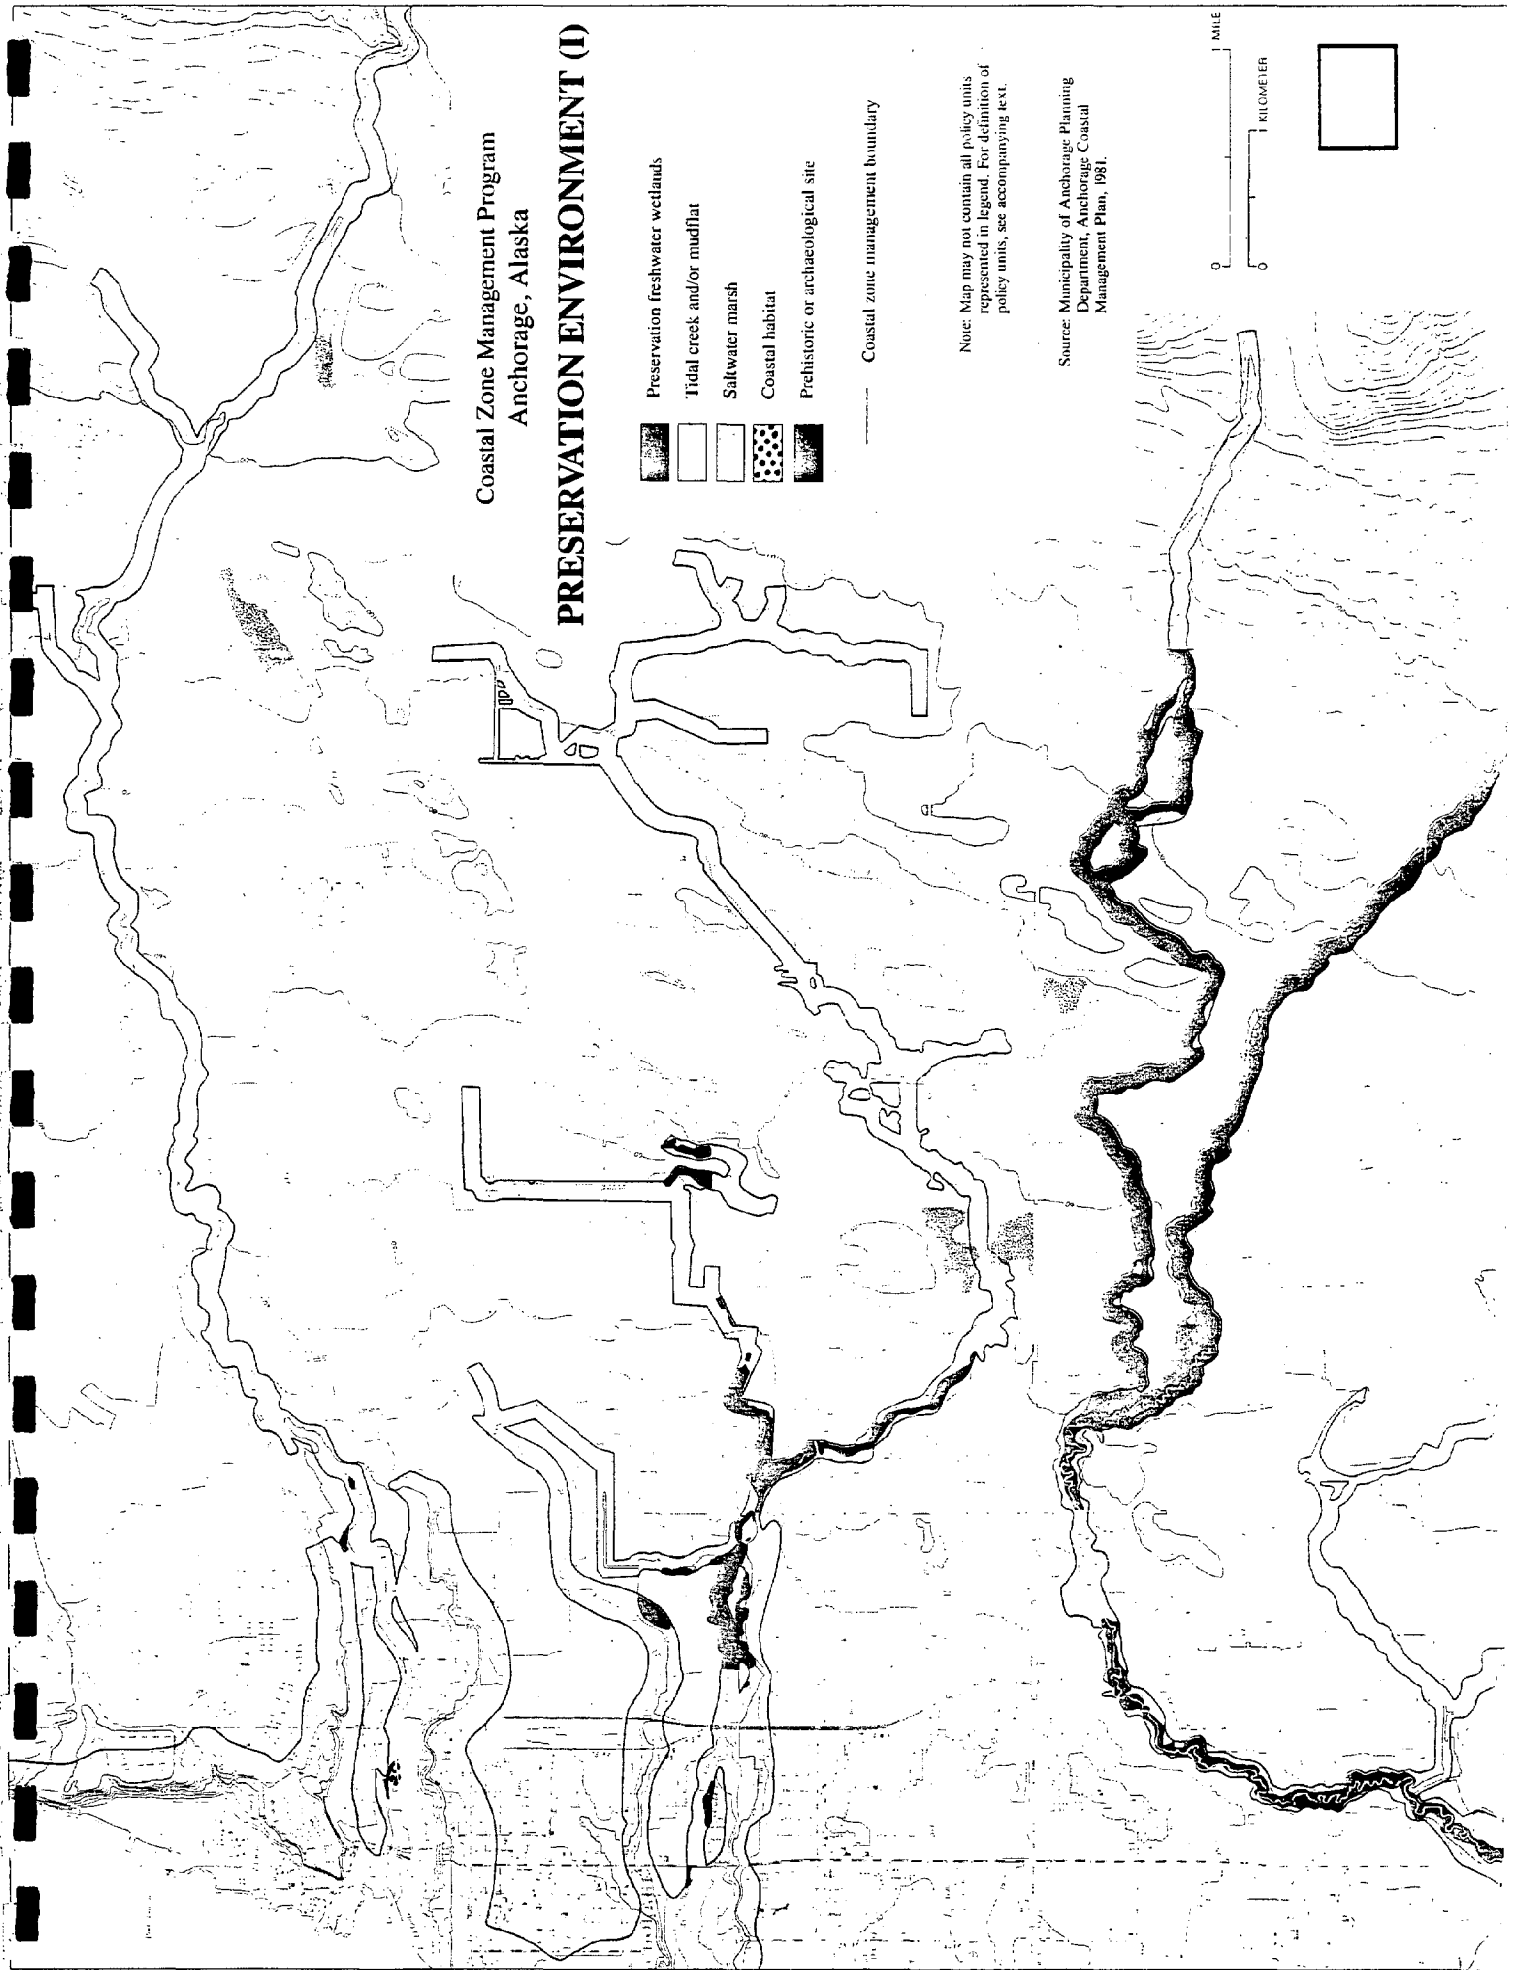 Coastal Zone Management Program
Anchorage, Alaska
PRESERVATION ENVIRONMENT (I)
Preservation freshwater wetlands
Tidal creek and/or mudflat
Saltwater marsh
Coastal habitat
Prehistoric or archaeological site
Coastal zone management boundary
Note: Map may not contain all policy units
represented in legend. For definition of
policy units, see accompanying text.
Source: Municipality of Anchorage Planning
Department, Anchorage Coastal
Management Plan, 1981.
0 1 MILE
0 1 KILOMETER